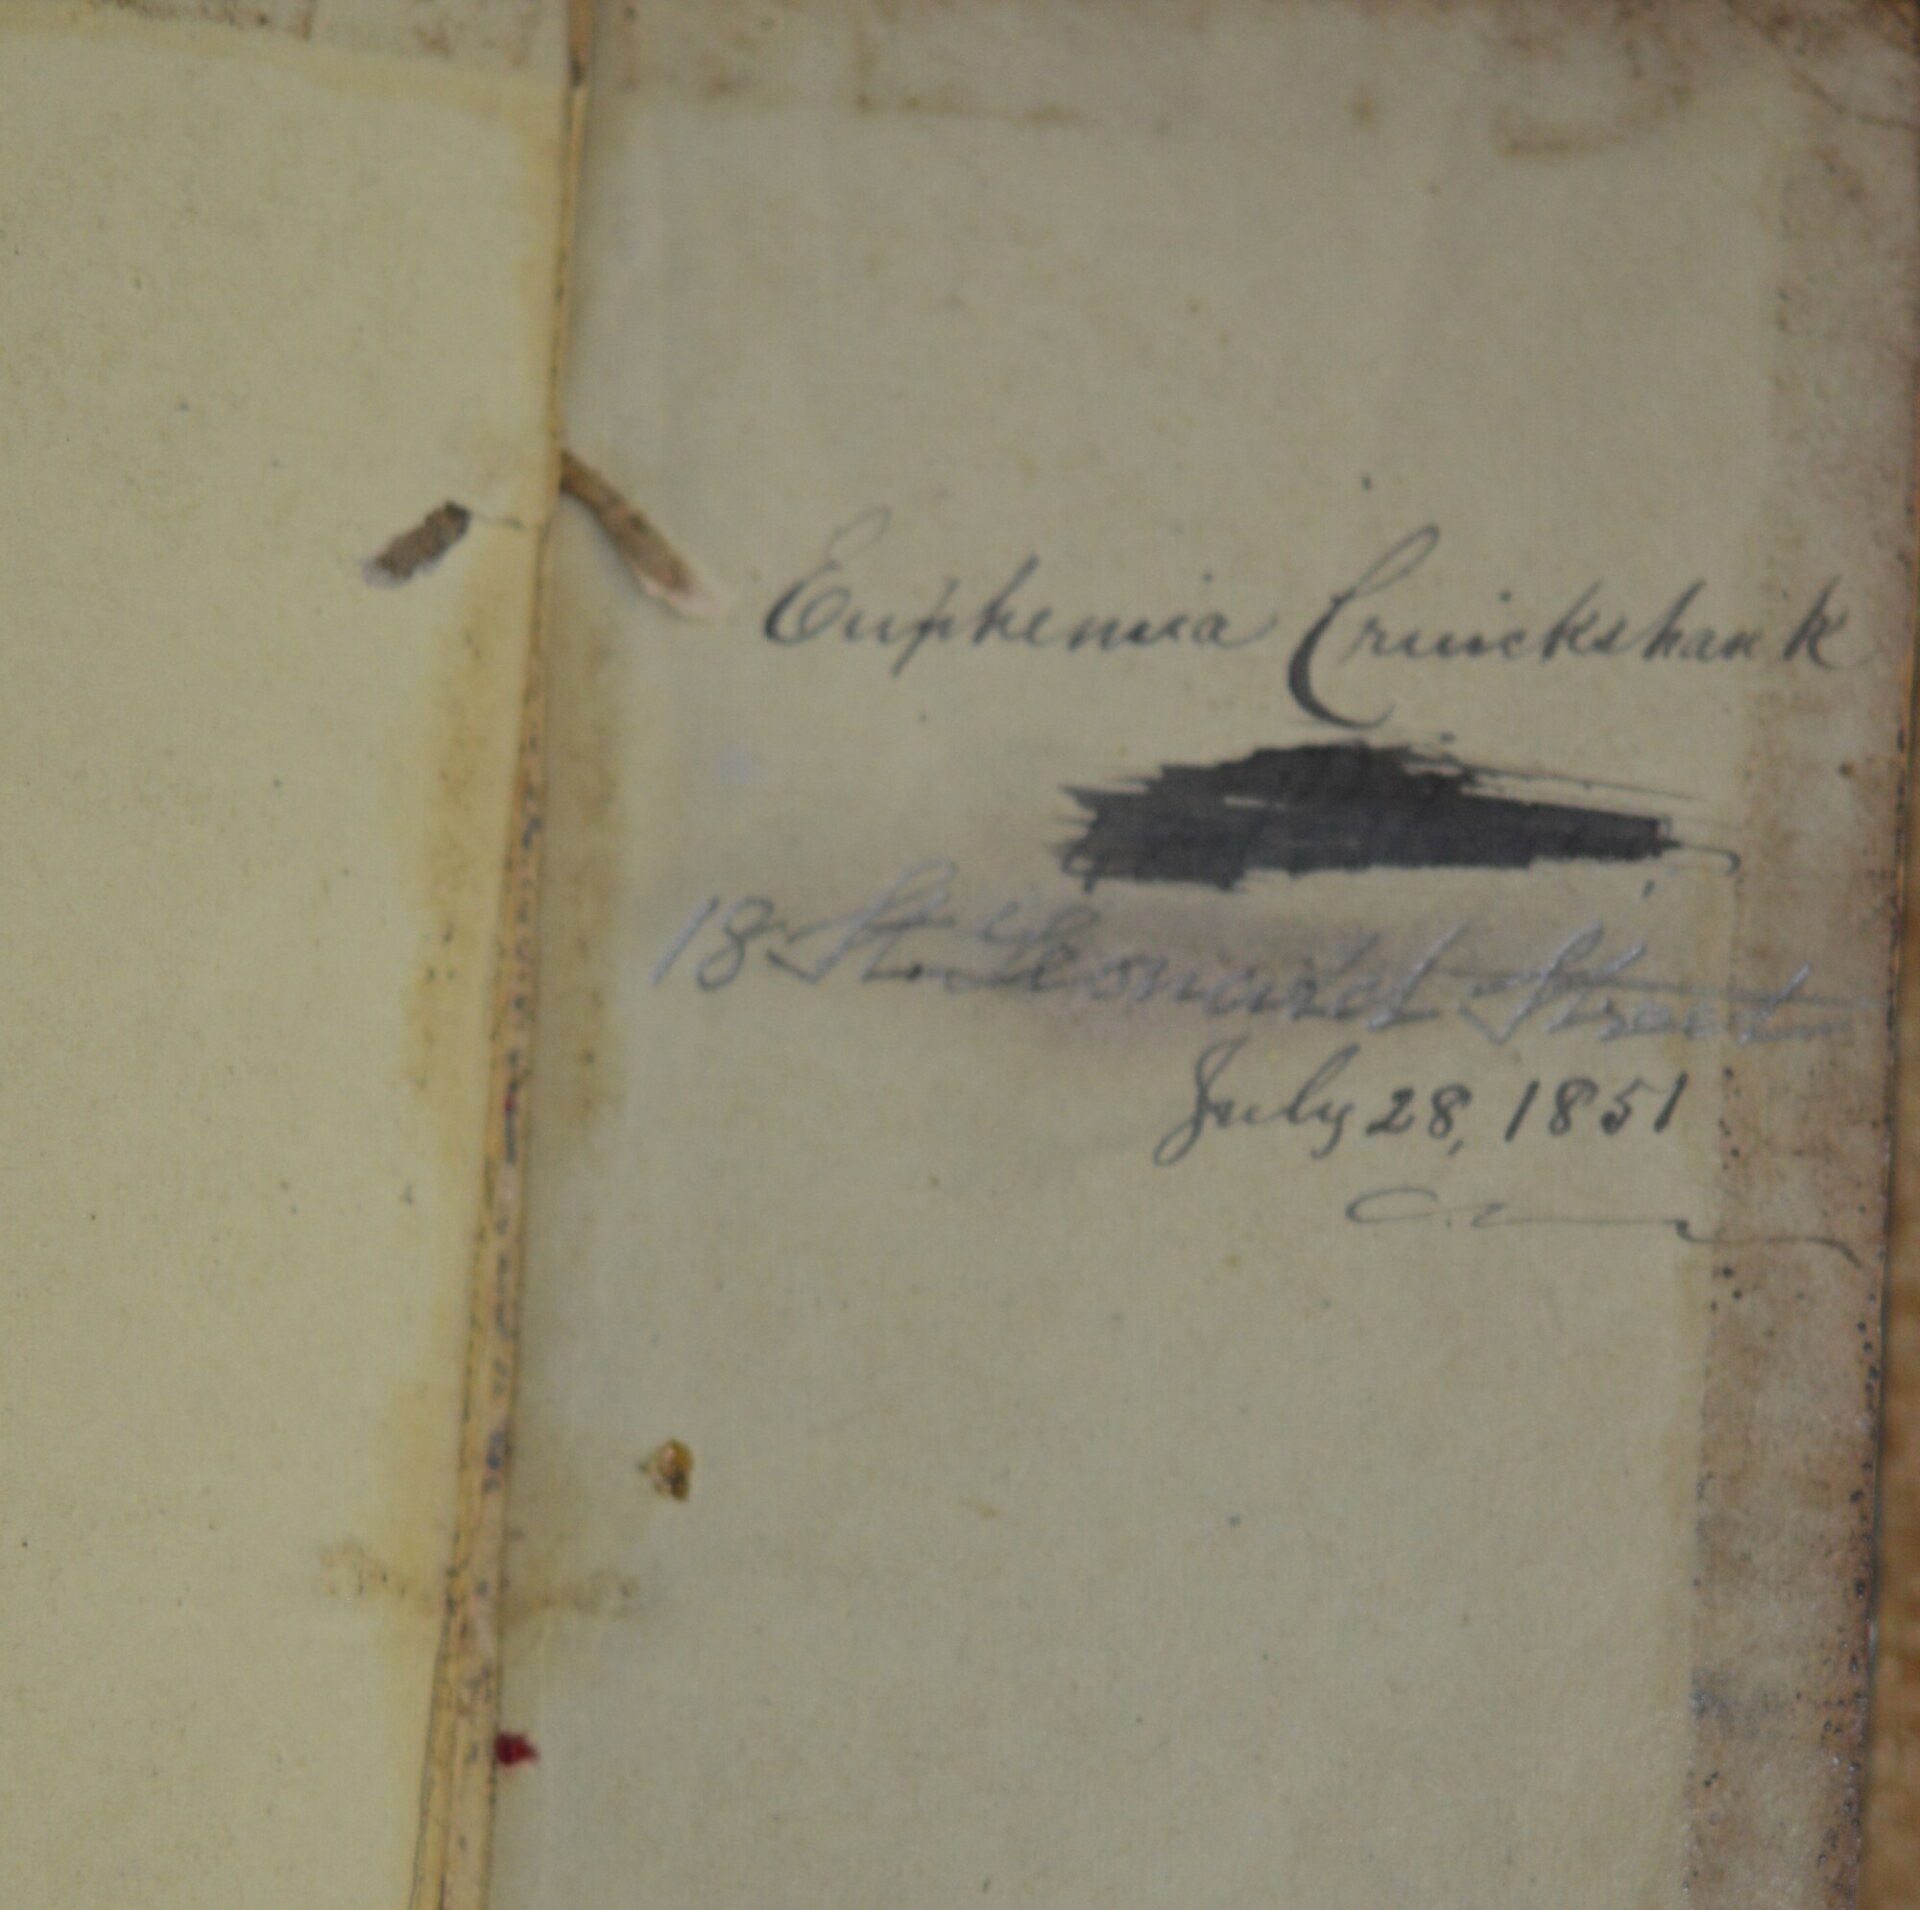 Euphemia Cruickshank
18 St. Leonard Street
July 28, 1851